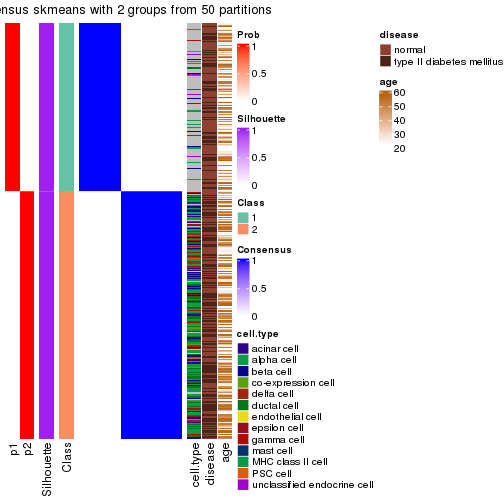 ensus skmeans with 2 groups from 50 partitions
Prob
1
0.5
0
Silhouette
1
0.5
0
Class
1
2
Consensus
1
0.5
0
cell.type
acinar cell
alpha cell
beta cell
co-expression cell
delta cell
ductal cell
endothelial cell
epsilon cell
gamma cell
mast cell
MHC class II cell
PSC cell
unclassified endocrine cell
disease
normal
type II diabetes mellitus
age
60
50
40
30
20
p1
p2
Silhouette
Class
cell.type
disease
age